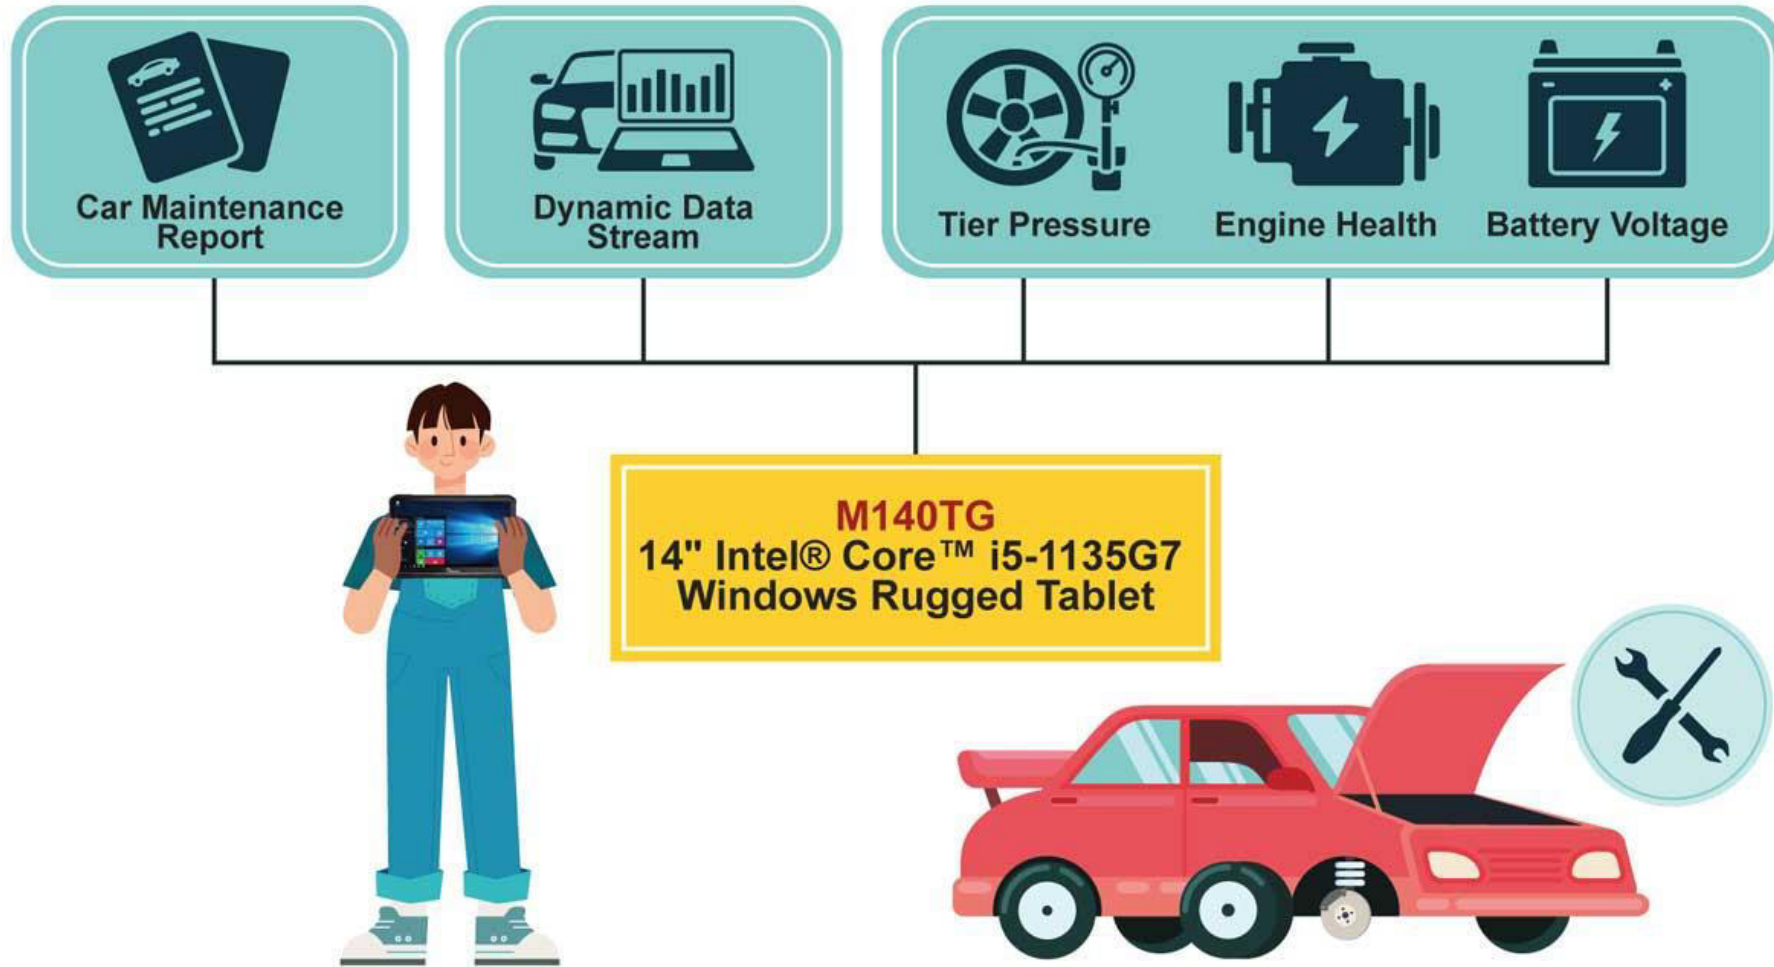 Car Maintenance
Report
Dynamic Data
Stream
Tier Pressure
Engine Health
Battery Voltage
M140TG
14" Intel® Core™ i5-1135G7
Windows Rugged Tablet